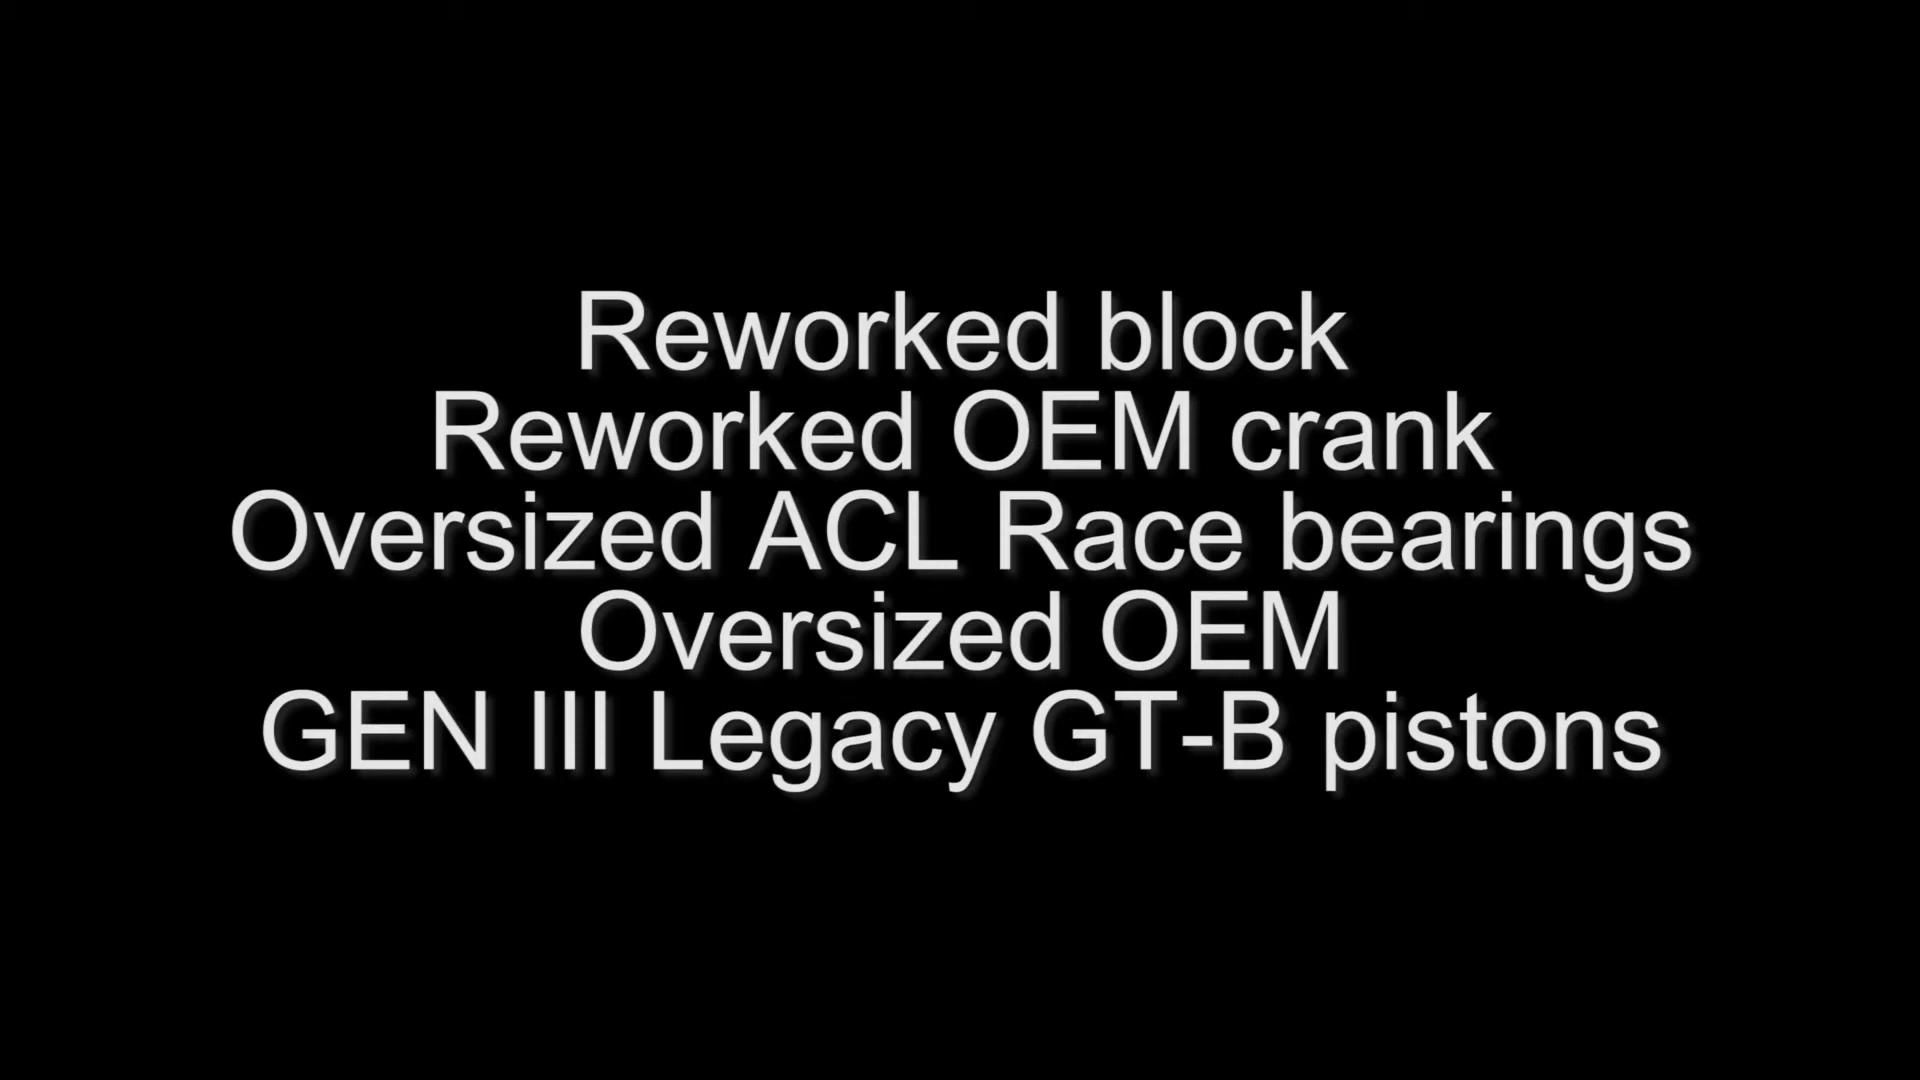 Reworked block
Reworked OEM crank
Oversized ACL Race bearings
Oversized OEM
GEN III Legacy GT-B pistons